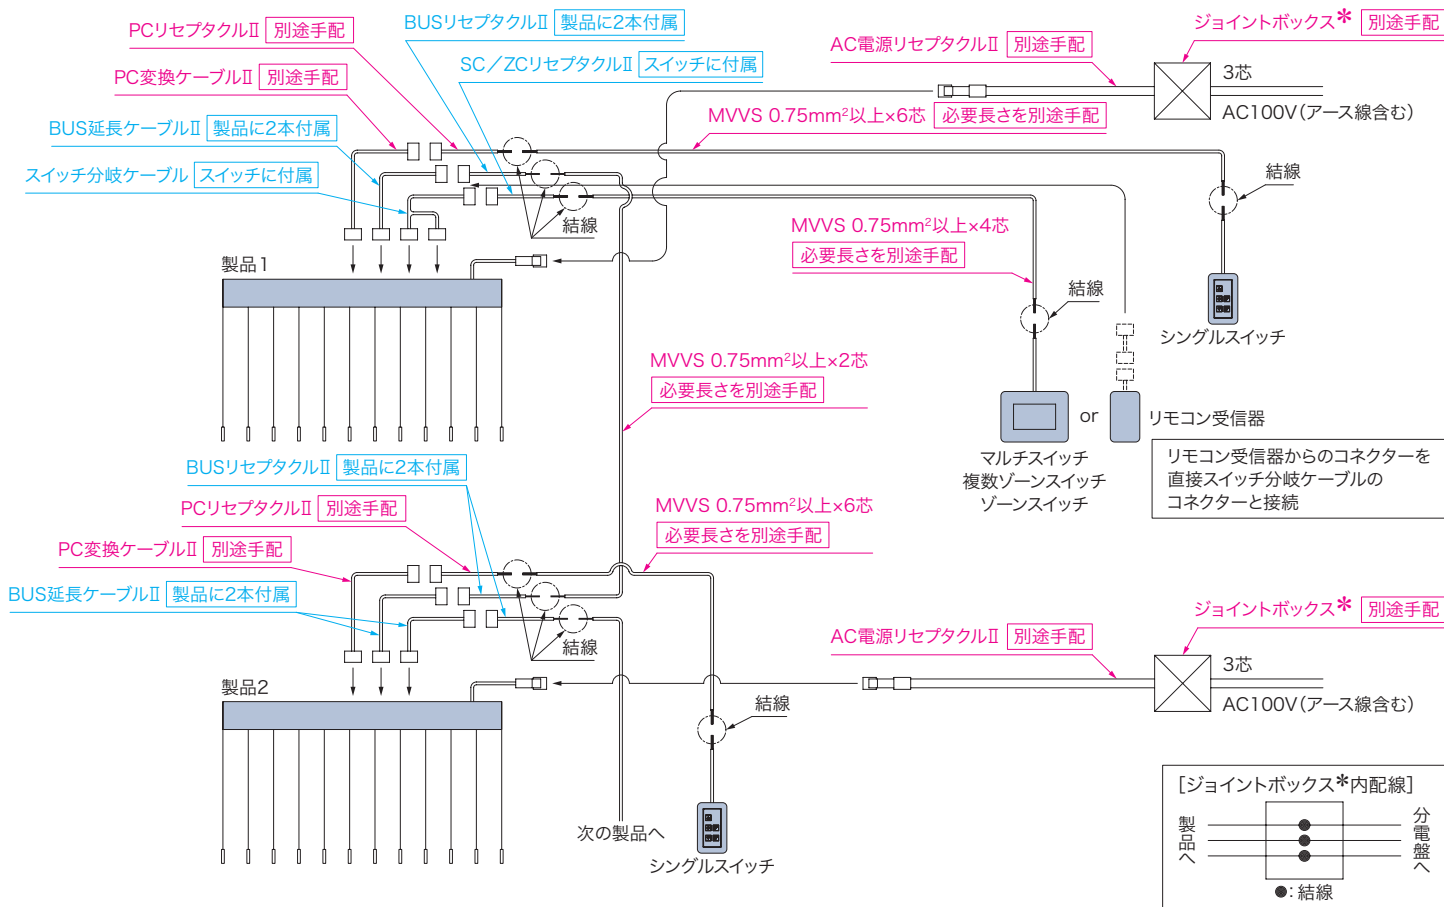 PCリセプタクルⅡ 別途手配
BUSリセプタクルⅡ 製品に2本付属
AC電源リセプタクルⅡ 別途手配
ジョイントボックス* 別途手配
PC変換ケーブルⅡ 別途手配
SC／ZCリセプタクルⅡ スイッチに付属
3芯
AC100V（アース線含む）
BUS延長ケーブルⅡ 製品に2本付属
MVVS 0.75mm²以上×6芯 必要長さを別途手配
スイッチ分岐ケーブル スイッチに付属
結線
結線
MVVS 0.75mm²以上×4芯
必要長さを別途手配
製品1
結線
シングルスイッチ
MVVS 0.75mm²以上×2芯
必要長さを別途手配
or
リモコン受信器
マルチスイッチ
複数ゾーンスイッチ
ゾーンスイッチ
リモコン受信器からのコネクターを
直接スイッチ分岐ケーブルの
コネクターと接続
BUSリセプタクルⅡ 製品に2本付属
PCリセプタクルⅡ 別途手配
MVVS 0.75mm²以上×6芯
必要長さを別途手配
PC変換ケーブルⅡ 別途手配
BUS延長ケーブルⅡ 製品に2本付属
結線
AC電源リセプタクルⅡ 別途手配
ジョイントボックス* 別途手配
3芯
AC100V（アース線含む）
製品2
結線
次の製品へ
シングルスイッチ
［ジョイントボックス*内配線］
製品へ
分電盤へ
●：結線